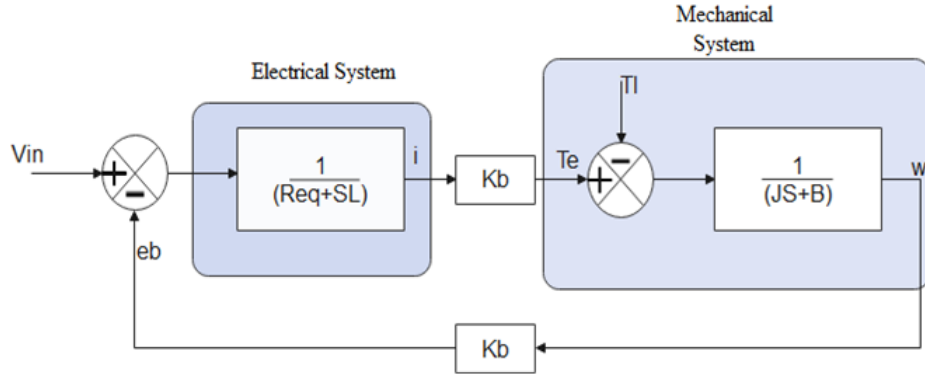 Mechanical
System
Electrical System
Tl
Vin
+
−
1
(Req+SL)
i
Kb
Te
+
−
1
(JS+B)
w
eb
Kb